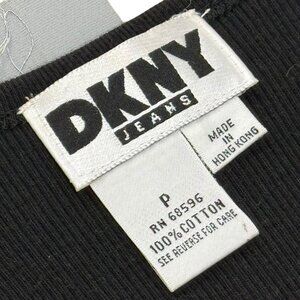 DKNY
JEANS
MADE
IN
HONG KONG
P
RN 68596
100% COTTON
SEE REVERSE FOR CARE